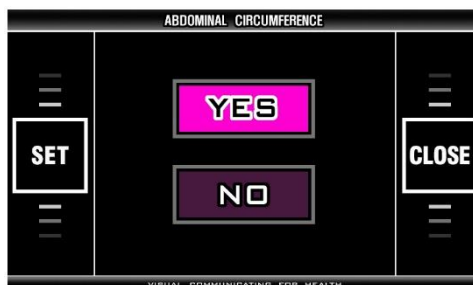 ABDOMINAL CIRCUMFERENCE
YES
SET
CLOSE
NO
VISUAL COMMUNICATING FOR HEALTH